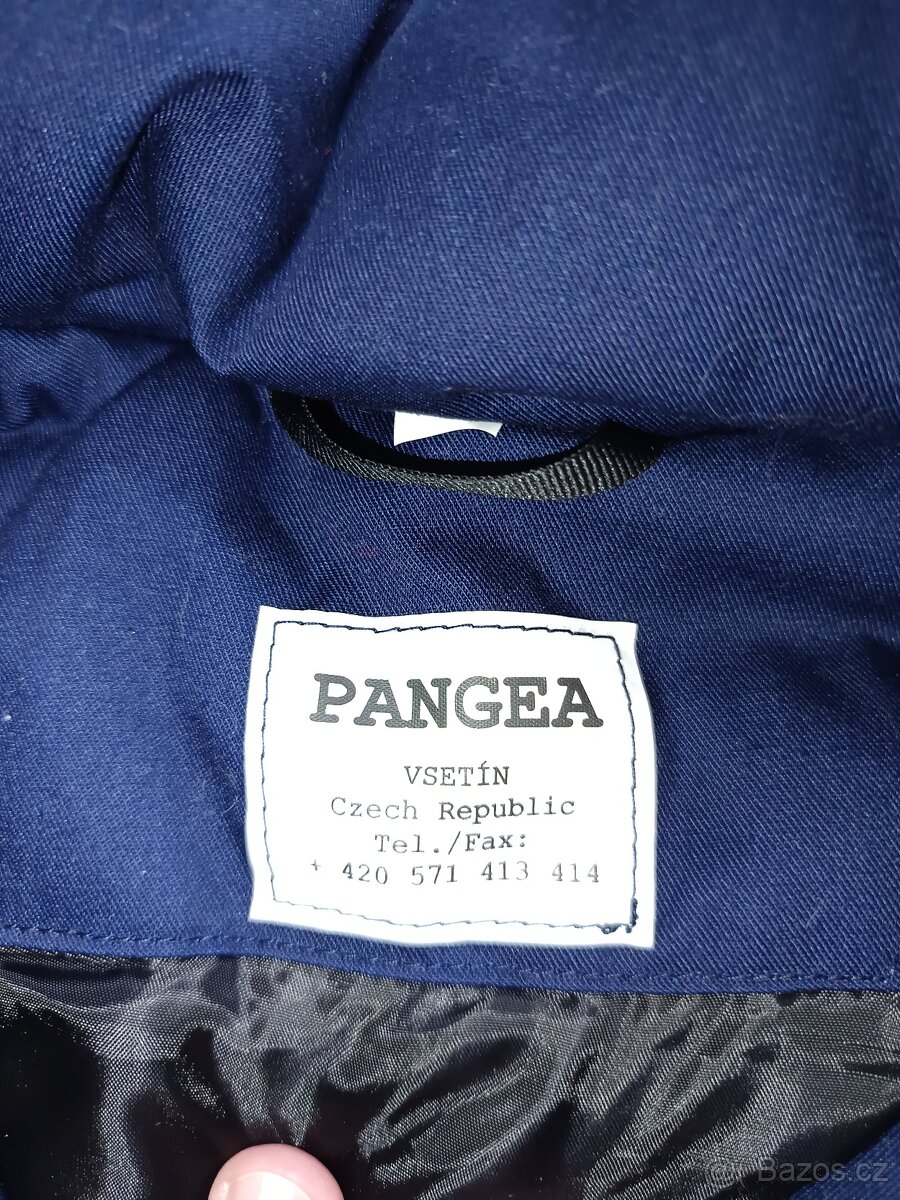 PANGEA
VSETÍN
Czech Republic
Tel./Fax:
+ 420 571 413 414
Bazos.cz